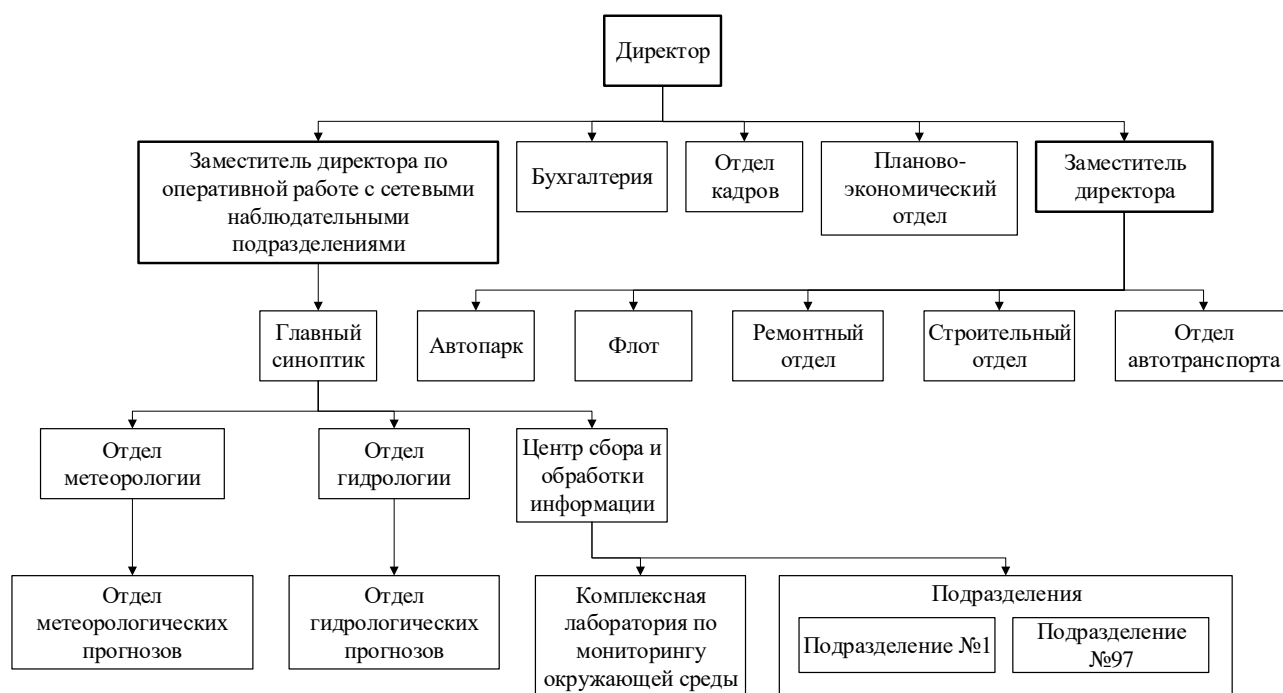 Директор
Заместитель директора по
оперативной работе с сетевыми
наблюдательными
подразделениями
Бухгалтерия
Отдел
кадров
Планово-
экономический
отдел
Заместитель
директора
Главный
синоптик
Автопарк
Флот
Ремонтный
отдел
Строительный
отдел
Отдел
автотранспорта
Отдел
метеорологии
Отдел
гидрологии
Центр сбора и
обработки
информации
Отдел
метеорологических
прогнозов
Отдел
гидрологических
прогнозов
Комплексная
лаборатория по
мониторингу
окружающей среды
Подразделения
Подразделение №1
Подразделение
№97